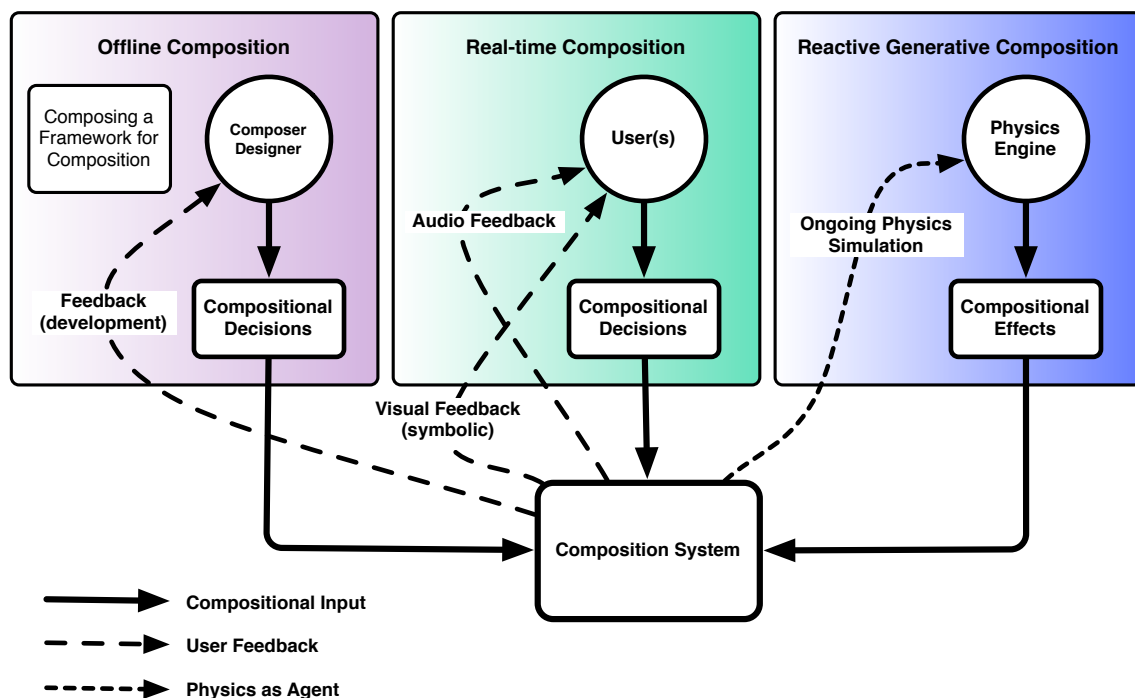 Offline Composition
Composing a
Framework for
Composition
Composer
Designer
Feedback
(development)
Compositional
Decisions
Real-time Composition
User(s)
Audio Feedback
Compositional
Decisions
Visual Feedback
(symbolic)
Reactive Generative Composition
Physics
Engine
Ongoing Physics
Simulation
Compositional
Effects
Composition System
Compositional Input
User Feedback
Physics as Agent